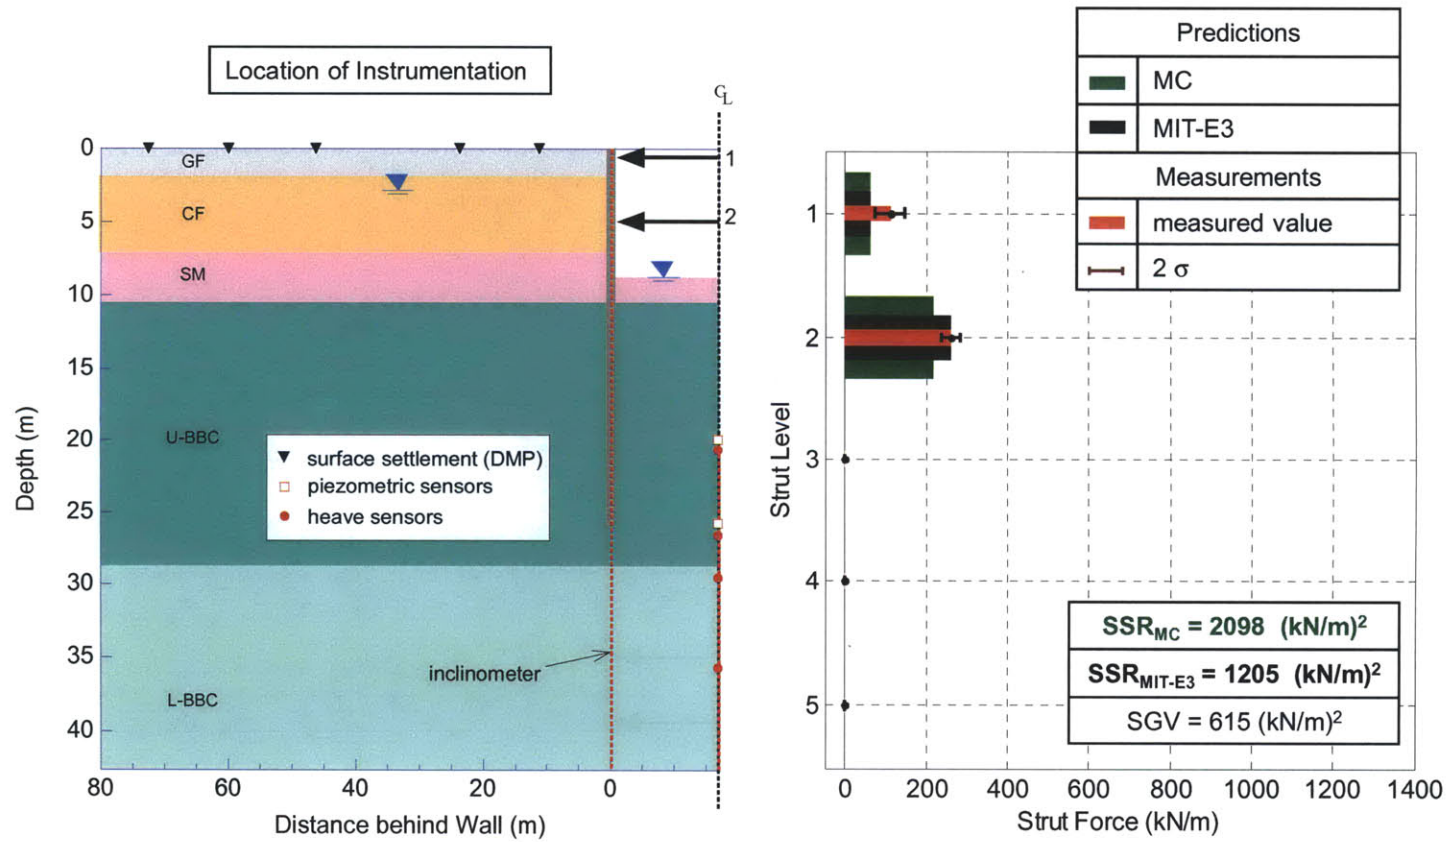 Location of Instrumentation
CL
0
5
10
15
20
25
30
35
40
Depth (m)
GF
CF
SM
U-BBC
L-BBC
1
2
surface settlement (DMP)
piezometric sensors
heave sensors
inclinometer
80
60
40
20
0
Distance behind Wall (m)
Predictions
MC
MIT-E3
Measurements
measured value
2 σ
1
2
3
4
5
Strut Level
SSRMC = 2098 (kN/m)²
SSRMIT-E3 = 1205 (kN/m)²
SGV = 615 (kN/m)²
0
200
400
600
800
1000
1200
1400
Strut Force (kN/m)